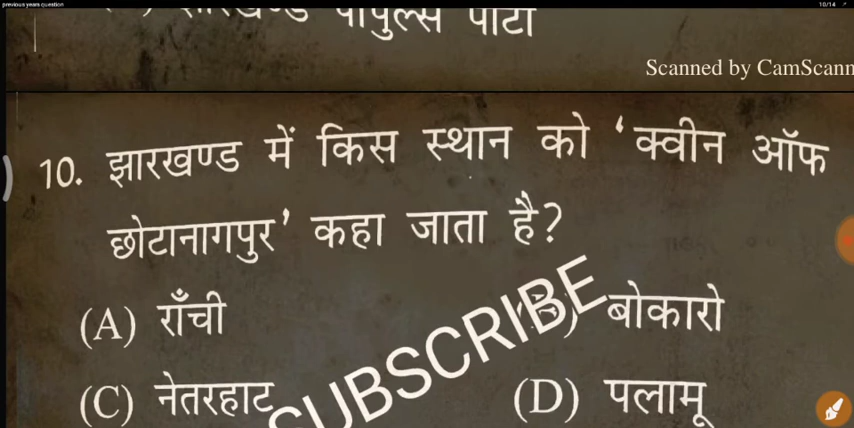 previous years question
10/14
पीपुल्स पार्टी
Scanned by CamScann
10. झारखण्ड में किस स्थान को ‘क्वीन ऑफ
छोटानागपुर’ कहा जाता है?
(A) राँची
(B) बोकारो
(C) नेतरहाट
(D) पलामू
SUBSCRIBE